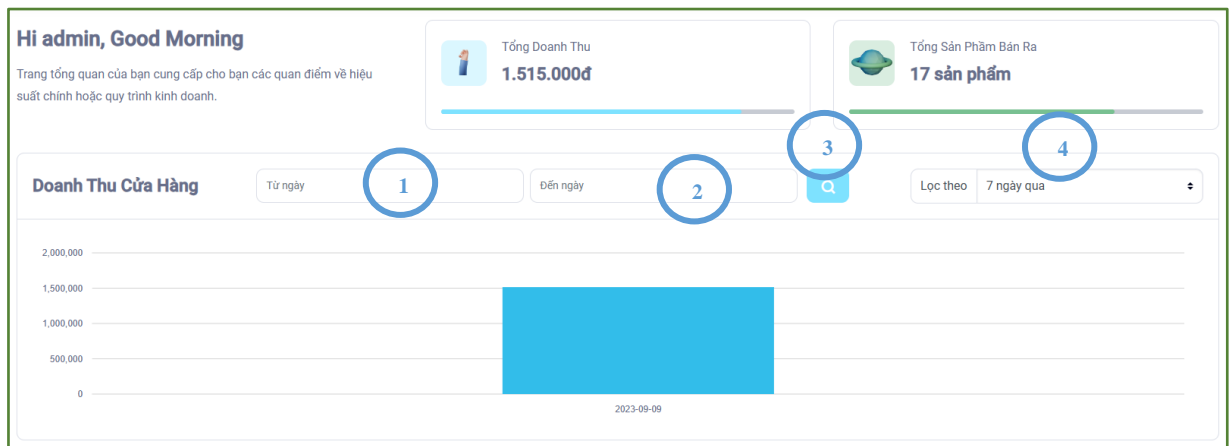 Hi admin, Good Morning
Trang tổng quan của bạn cung cấp cho bạn các quan điểm về hiệu
suất chính hoặc quy trình kinh doanh.
Tổng Doanh Thu
1.515.000đ
Tổng Sản Phẩm Bán Ra
17 sản phẩm
3
4
Doanh Thu Cửa Hàng
Từ ngày
1
Đến ngày
2
Lọc theo
7 ngày qua
2,000,000
1,500,000
1,000,000
500,000
0
2023-09-09